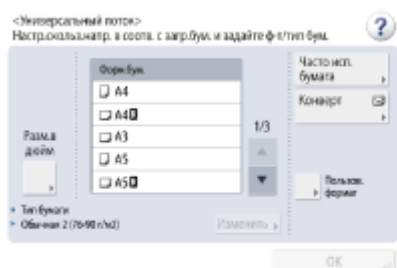 <Универсальный поток>
Настр.скольз.напр. в соотв. с загр.бум. и задайте ф-т/тип бум.
?
Форм.бум.
A4
A4R
A3
A5
A5R
Разм.в
дюйм.
1/3
Часто исп.
бумага
Конверт
Пользов.
формат
Тип бумаги
Обычная 2 (76-90 г/м2)
Изменить
OK